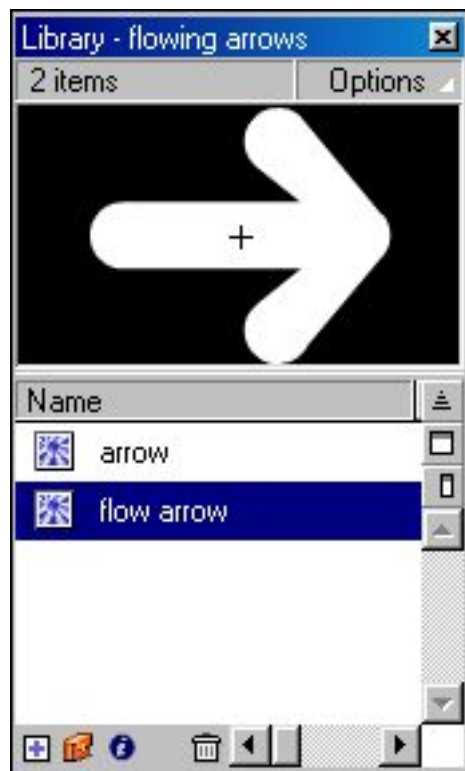 Library - flowing arrows
2 items Options
Name
arrow
flow arrow